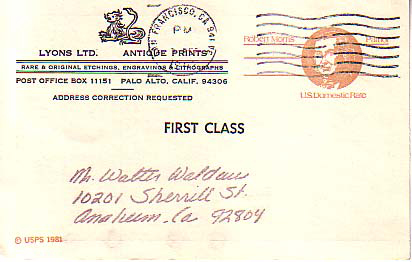 SAN FRANCISCO, CA
PM
LYONS LTD. ANTIQUE PRINTS
RARE & ORIGINAL ETCHINGS, ENGRAVINGS & LITHOGRAPHS
POST OFFICE BOX 11151 PALO ALTO, CALIF. 94306
ADDRESS CORRECTION REQUESTED
Robert Morris Patriot
U.S. Domestic Rate
FIRST CLASS
Mr. Walter Waldau
10201 Sherrill St.
Anaheim, Ca 92804
© USPS 1981